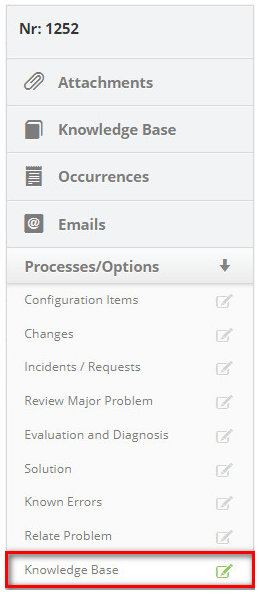 Nr: 1252
Attachments
Knowledge Base
Occurrences
@ Emails
Processes/Options
Configuration Items
Changes
Incidents / Requests
Review Major Problem
Evaluation and Diagnosis
Solution
Known Errors
Relate Problem
Knowledge Base